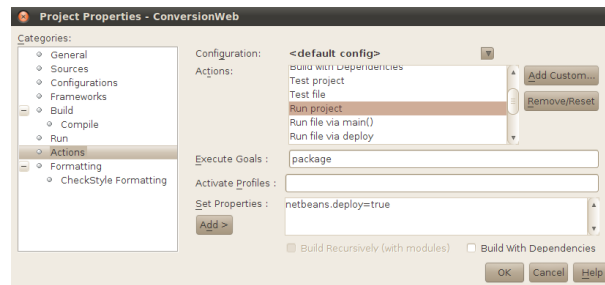 Project Properties - ConversionWeb
Categories:
General
Sources
Configurations
Frameworks
Build
Compile
Run
Actions
Formatting
CheckStyle Formatting
Configuration:
<default config>
Actions:
Build with Dependencies
Test project
Test file
Run project
Run file via main()
Run file via deploy
Add Custom...
Remove/Reset
Execute Goals :
package
Activate Profiles :
Set Properties :
netbeans.deploy=true
Add >
Build Recursively (with modules)
Build With Dependencies
OK
Cancel
Help